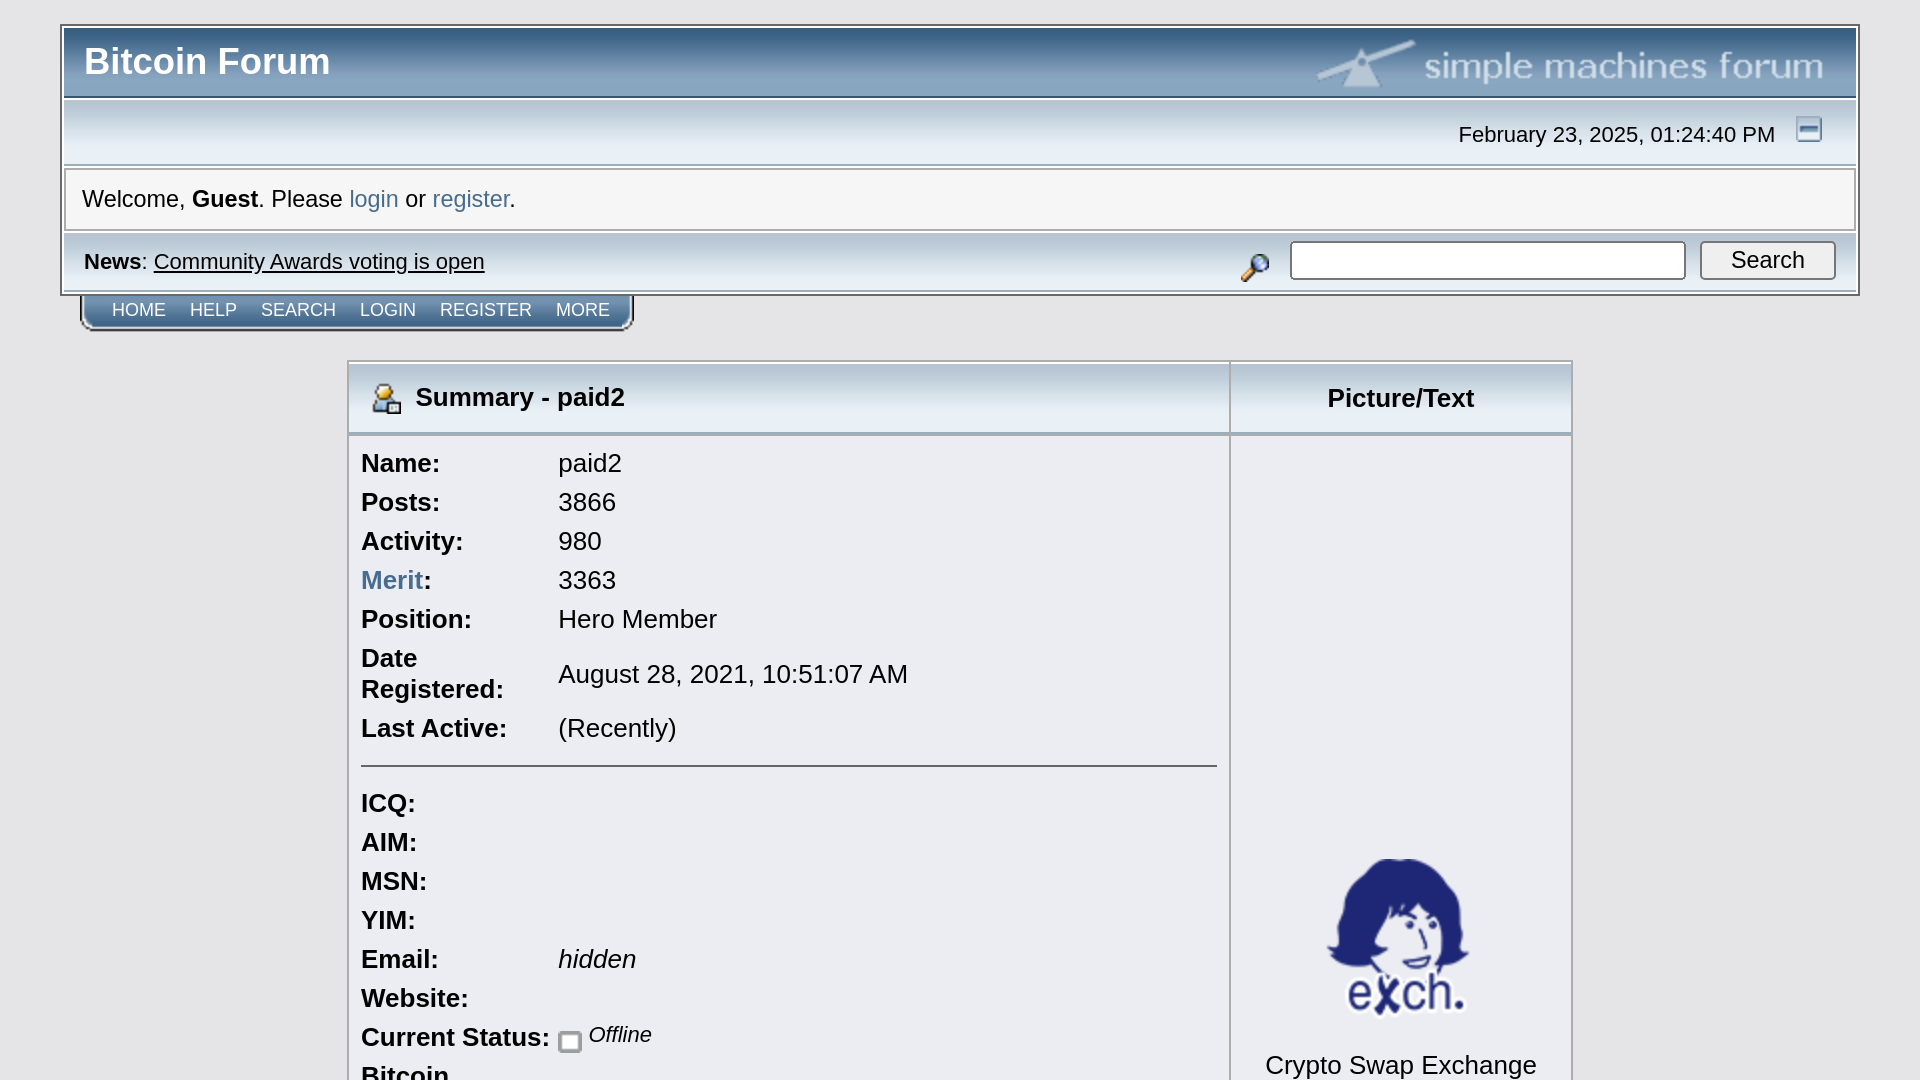 Bitcoin Forum
simple machines forum
February 23, 2025, 01:24:40 PM
Welcome, Guest. Please login or register.
News: Community Awards voting is open
Search
HOME HELP SEARCH LOGIN REGISTER MORE
Summary - paid2
Picture/Text
Name: paid2
Posts: 3866
Activity: 980
Merit: 3363
Position: Hero Member
Date
Registered: August 28, 2021, 10:51:07 AM
Last Active: (Recently)
ICQ:
AIM:
MSN:
YIM:
Email: hidden
Website:
Current Status: Offline
Bitcoin
exch.
Crypto Swap Exchange